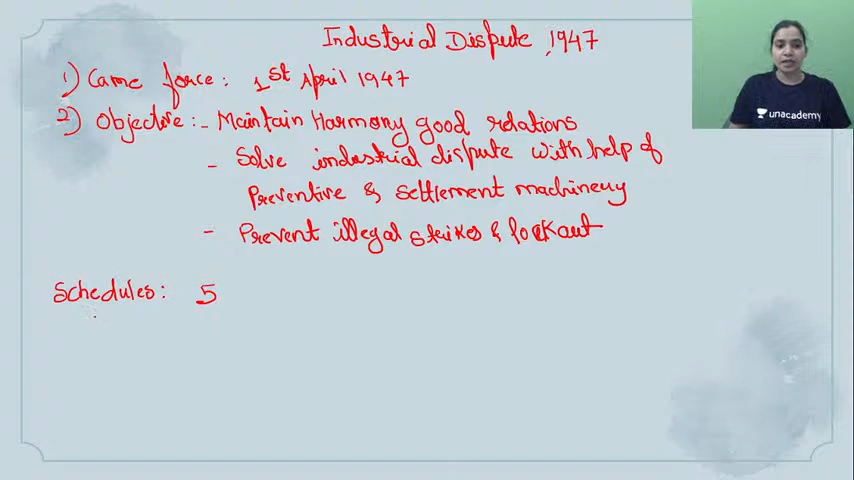 Industrial Dispute, 1947
1) Came force: 1st April 1947
2) Objective: - Maintain Harmony good relations
- Solve industrial dispute with help of
Preventive & Settlement machinery
- Prevent illegal strikes & lockout
Schedules: 5
unacademy